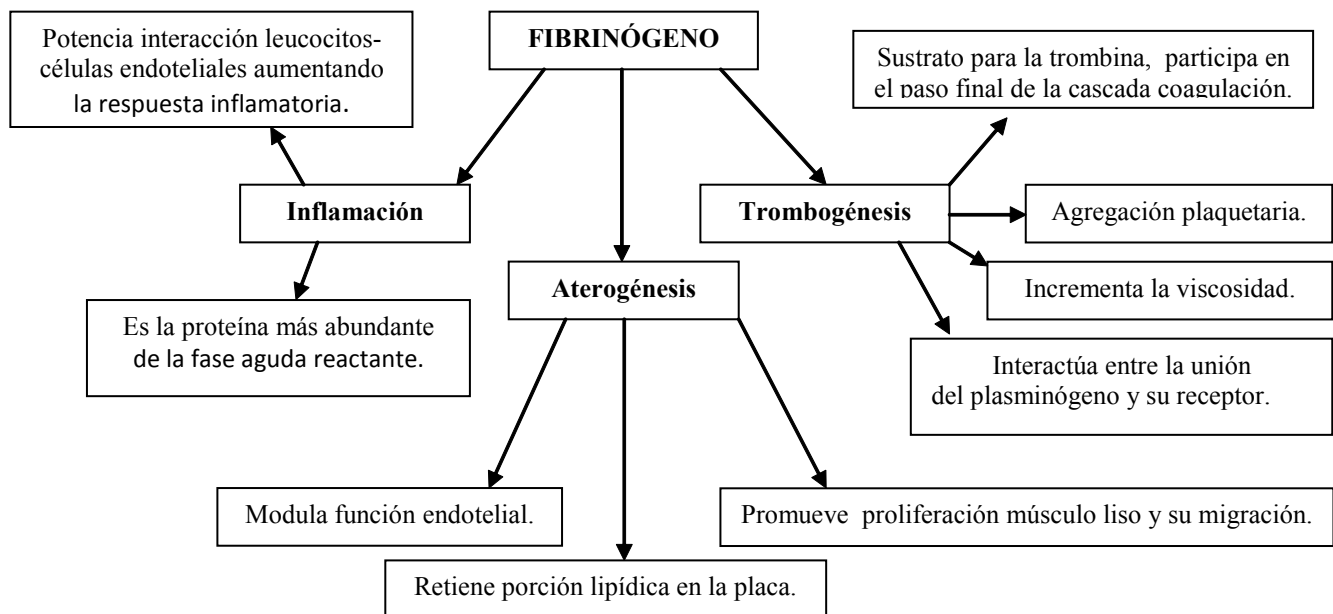 FIBRINÓGENO
Potencia interacción leucocitos-
células endoteliales aumentando
la respuesta inflamatoria.
Sustrato para la trombina, participa en
el paso final de la cascada coagulación.
Inflamación
Trombogénesis
Agregación plaquetaria.
Aterogénesis
Incrementa la viscosidad.
Es la proteína más abundante
de la fase aguda reactante.
Interactúa entre la unión
del plasminógeno y su receptor.
Modula función endotelial.
Promueve proliferación músculo liso y su migración.
Retiene porción lipídica en la placa.